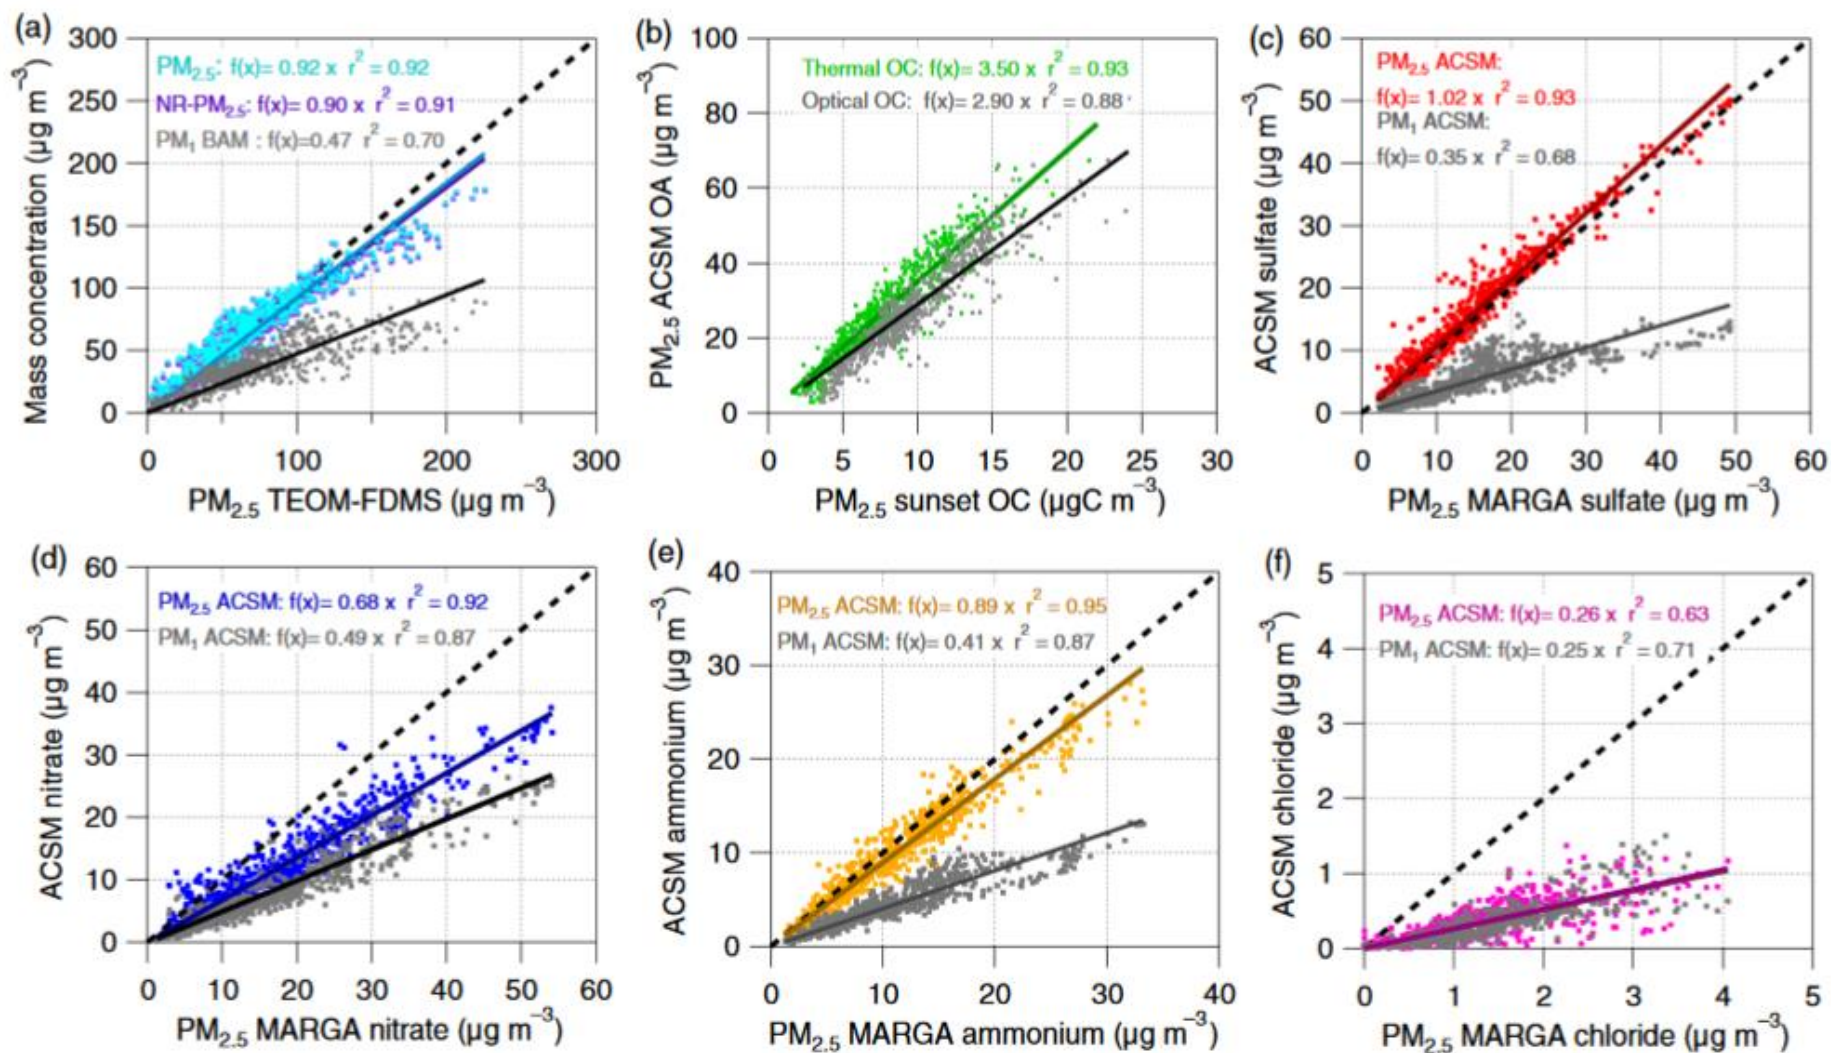 (a)
300
250
200
150
100
50
0
Mass concentration (µg m⁻³)
PM₂.₅: f(x)= 0.92 x r² = 0.92
NR-PM₂.₅: f(x)= 0.90 x r² = 0.91
PM₁ BAM : f(x)=0.47 r² = 0.70
0 100 200 300
PM₂.₅ TEOM-FDMS (µg m⁻³)
(b)
100
80
60
40
20
0
PM₂.₅ ACSM OA (µg m⁻³)
Thermal OC: f(x)= 3.50 x r² = 0.93
Optical OC: f(x)= 2.90 x r² = 0.88
0 5 10 15 20 25 30
PM₂.₅ sunset OC (µgC m⁻³)
(c)
60
50
40
30
20
10
0
ACSM sulfate (µg m⁻³)
PM₂.₅ ACSM:
f(x)= 1.02 x r² = 0.93
PM₁ ACSM:
f(x)= 0.35 x r² = 0.68
0 10 20 30 40 50 60
PM₂.₅ MARGA sulfate (µg m⁻³)
(d)
60
50
40
30
20
10
0
ACSM nitrate (µg m⁻³)
PM₂.₅ ACSM: f(x)= 0.68 x r² = 0.92
PM₁ ACSM: f(x)= 0.49 x r² = 0.87
0 10 20 30 40 50 60
PM₂.₅ MARGA nitrate (µg m⁻³)
(e)
40
30
20
10
0
ACSM ammonium (µg m⁻³)
PM₂.₅ ACSM: f(x)= 0.89 x r² = 0.95
PM₁ ACSM: f(x)= 0.41 x r² = 0.87
0 10 20 30 40
PM₂.₅ MARGA ammonium (µg m⁻³)
(f)
5
4
3
2
1
0
ACSM chloride (µg m⁻³)
PM₂.₅ ACSM: f(x)= 0.26 x r² = 0.63
PM₁ ACSM: f(x)= 0.25 x r² = 0.71
0 1 2 3 4 5
PM₂.₅ MARGA chloride (µg m⁻³)